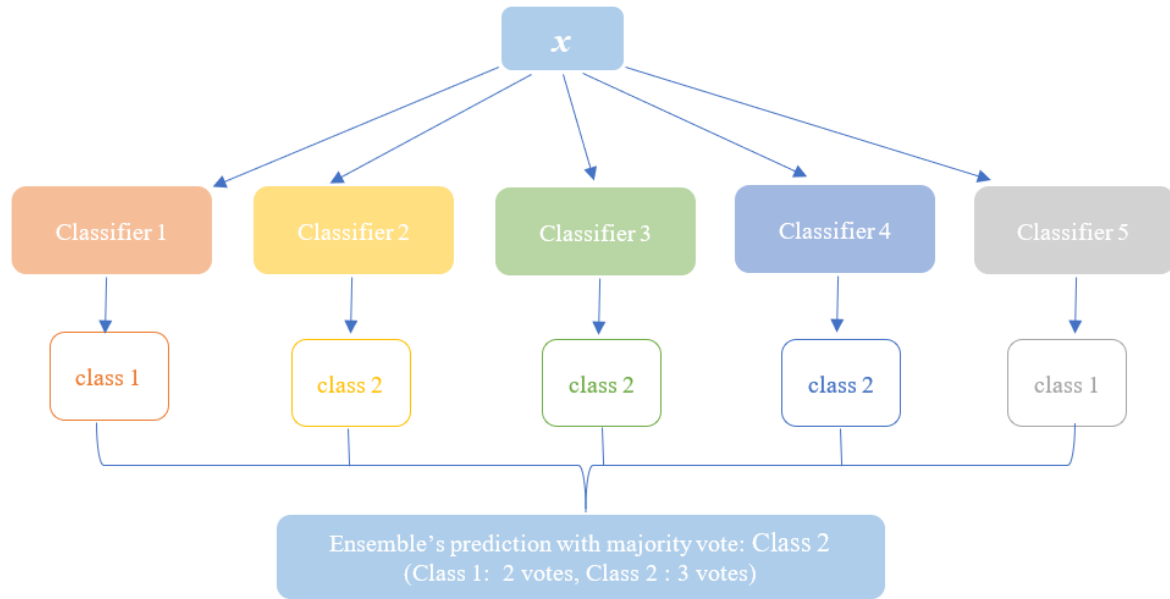 x
Classifier 1
Classifier 2
Classifier 3
Classifier 4
Classifier 5
class 1
class 2
class 2
class 2
class 1
Ensemble’s prediction with majority vote: Class 2
(Class 1:  2 votes, Class 2 : 3 votes)